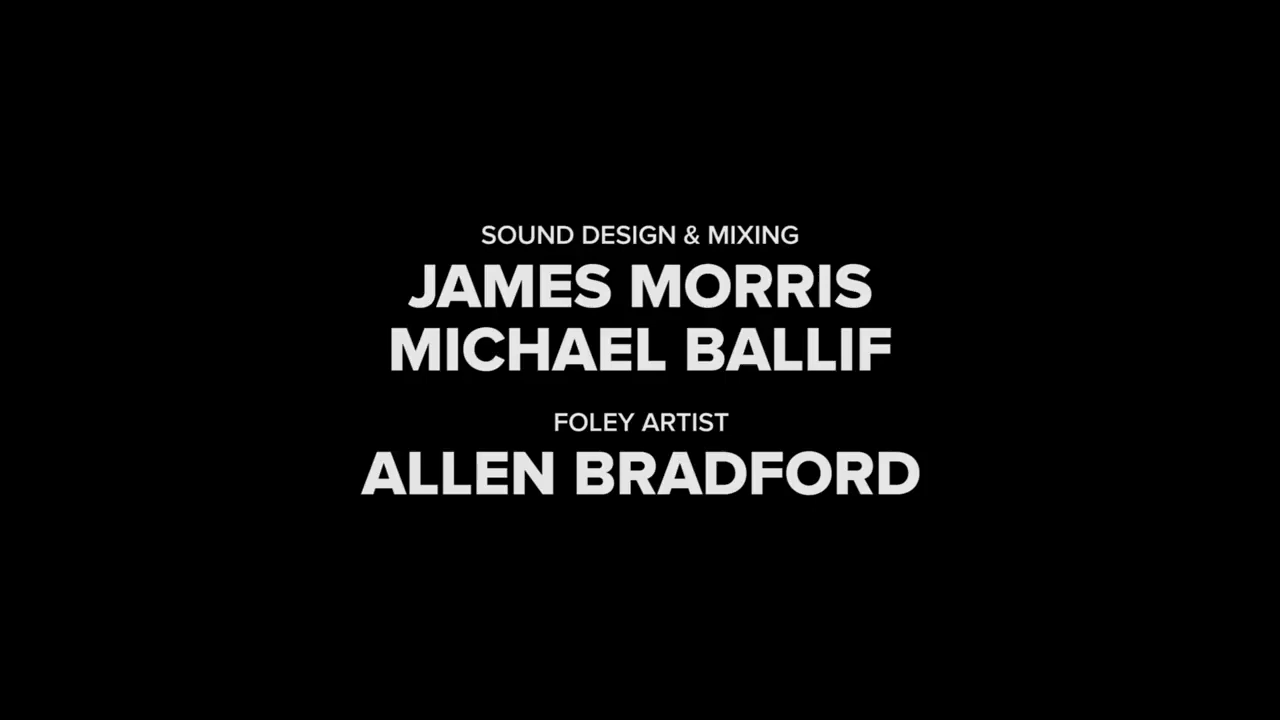 SOUND DESIGN & MIXING
JAMES MORRIS
MICHAEL BALLIF
FOLEY ARTIST
ALLEN BRADFORD